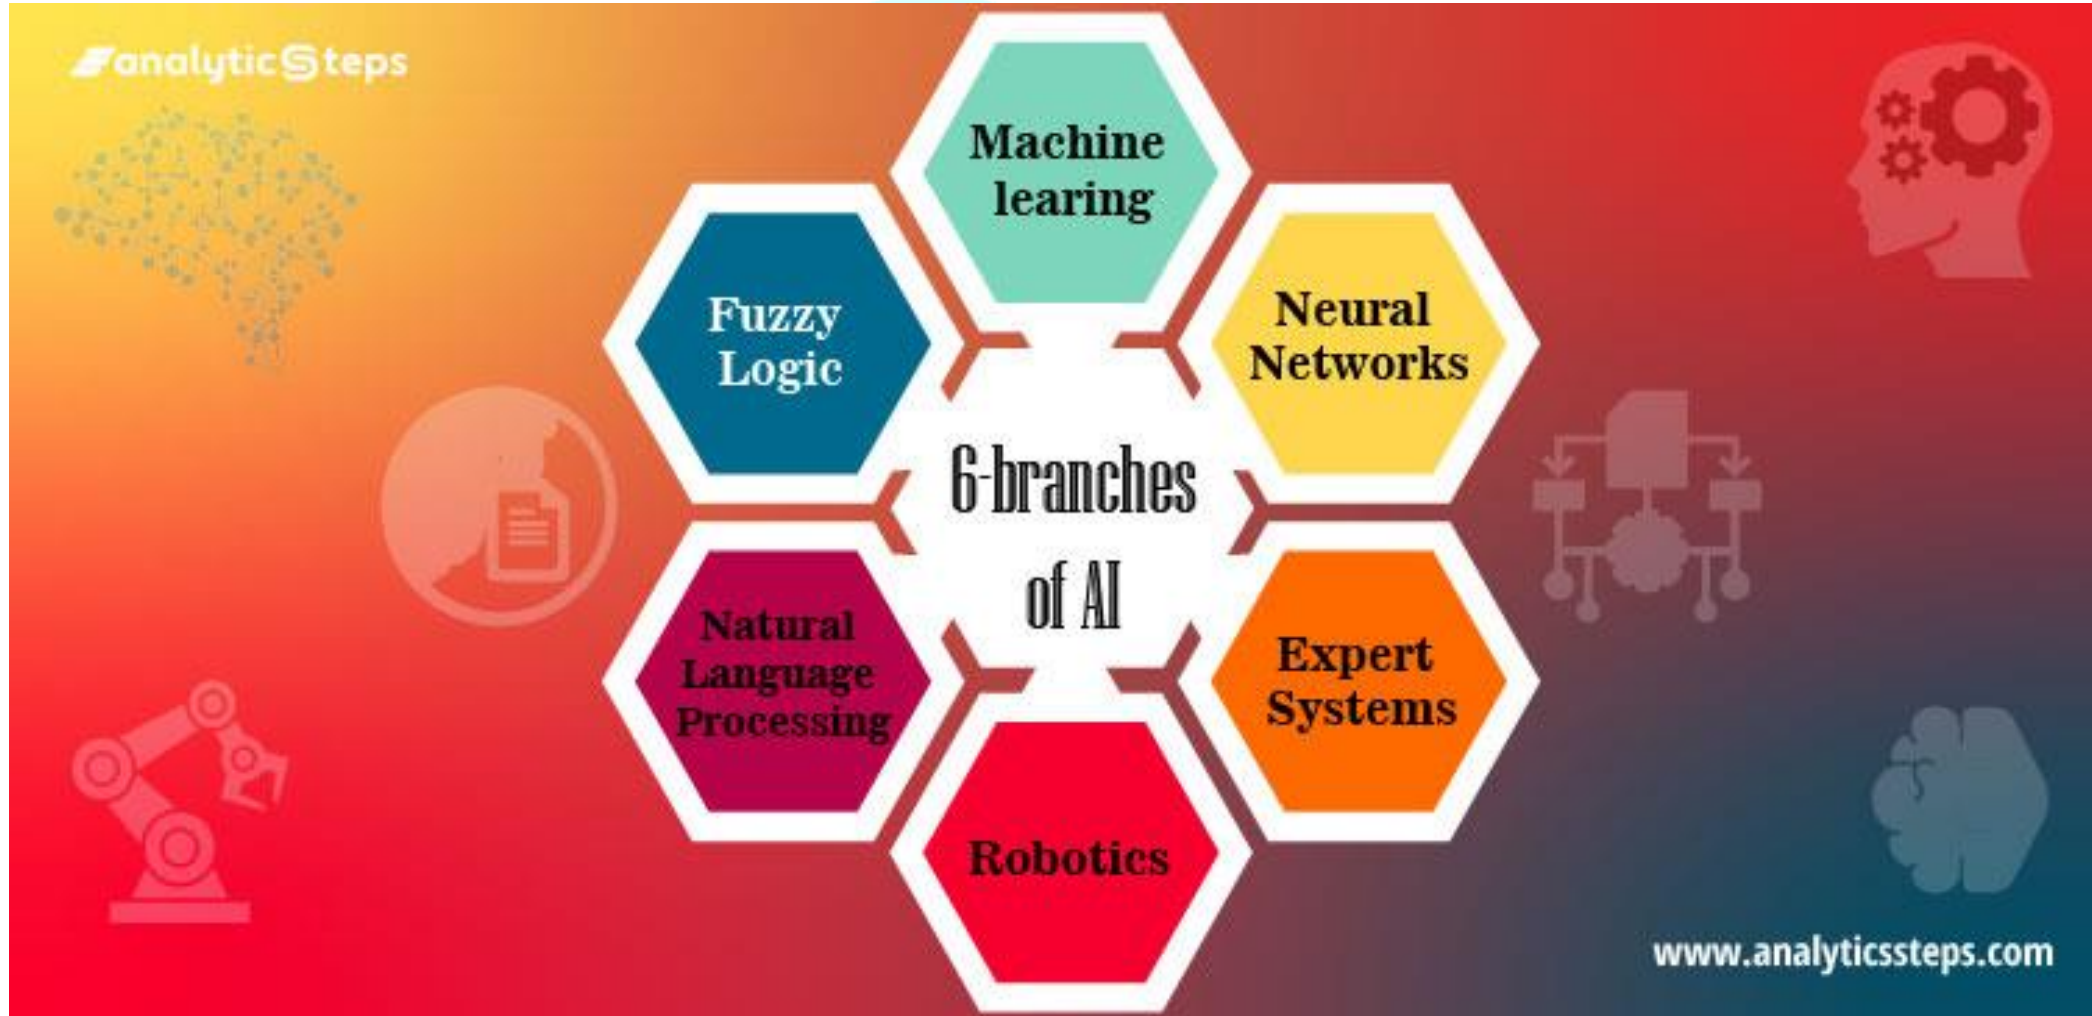 analyticSteps
Machine
learing
Fuzzy
Logic
Neural
Networks
6-branches
of AI
Natural
Language
Processing
Expert
Systems
Robotics
www.analyticssteps.com